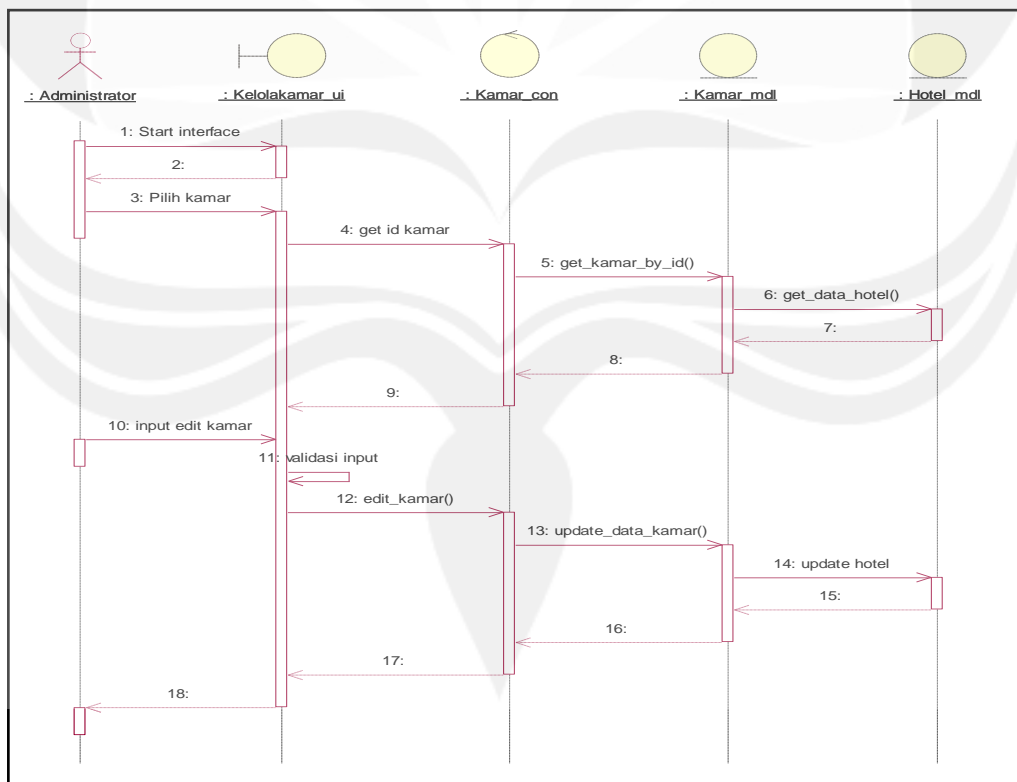 : Administrator
: Kelolakamar_ui
: Kamar_con
: Kamar_mdl
: Hotel_mdl
1: Start interface
2:
3: Pilih kamar
4: get id kamar
5: get_kamar_by_id()
6: get_data_hotel()
7:
8:
9:
10: input edit kamar
11: validasi input
12: edit_kamar()
13: update_data_kamar()
14: update hotel
15:
16:
17:
18: